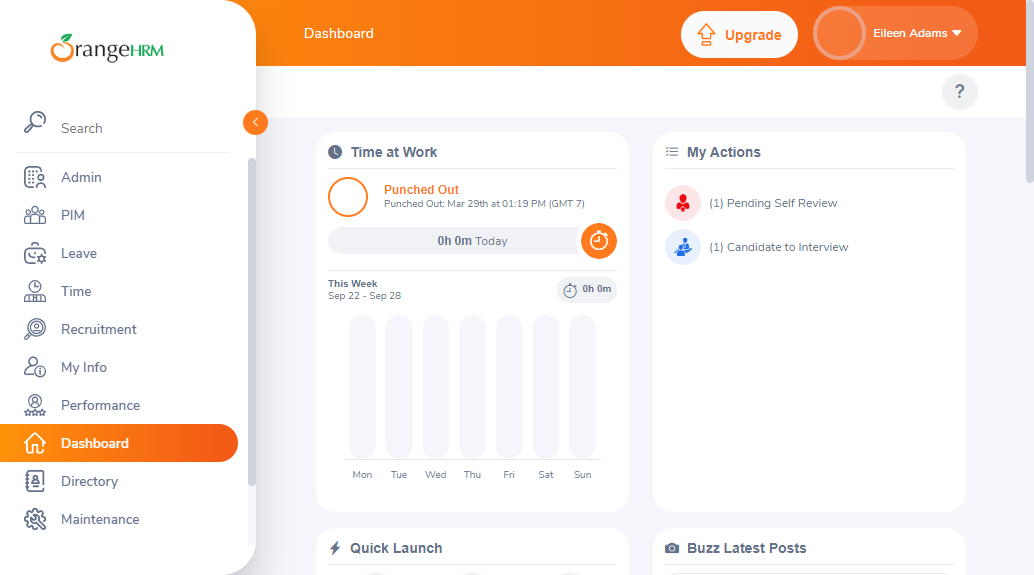 OrangeHRM
Search
Admin
PIM
Leave
Time
Recruitment
My Info
Performance
Dashboard
Directory
Maintenance
Dashboard
Upgrade
Eileen Adams
?
Time at Work
Punched Out
Punched Out: Mar 29th at 01:19 PM (GMT 7)
0h 0m Today
This Week
Sep 22 - Sep 28
0h 0m
Mon Tue Wed Thu Fri Sat Sun
My Actions
(1) Pending Self Review
(1) Candidate to Interview
Quick Launch
Buzz Latest Posts